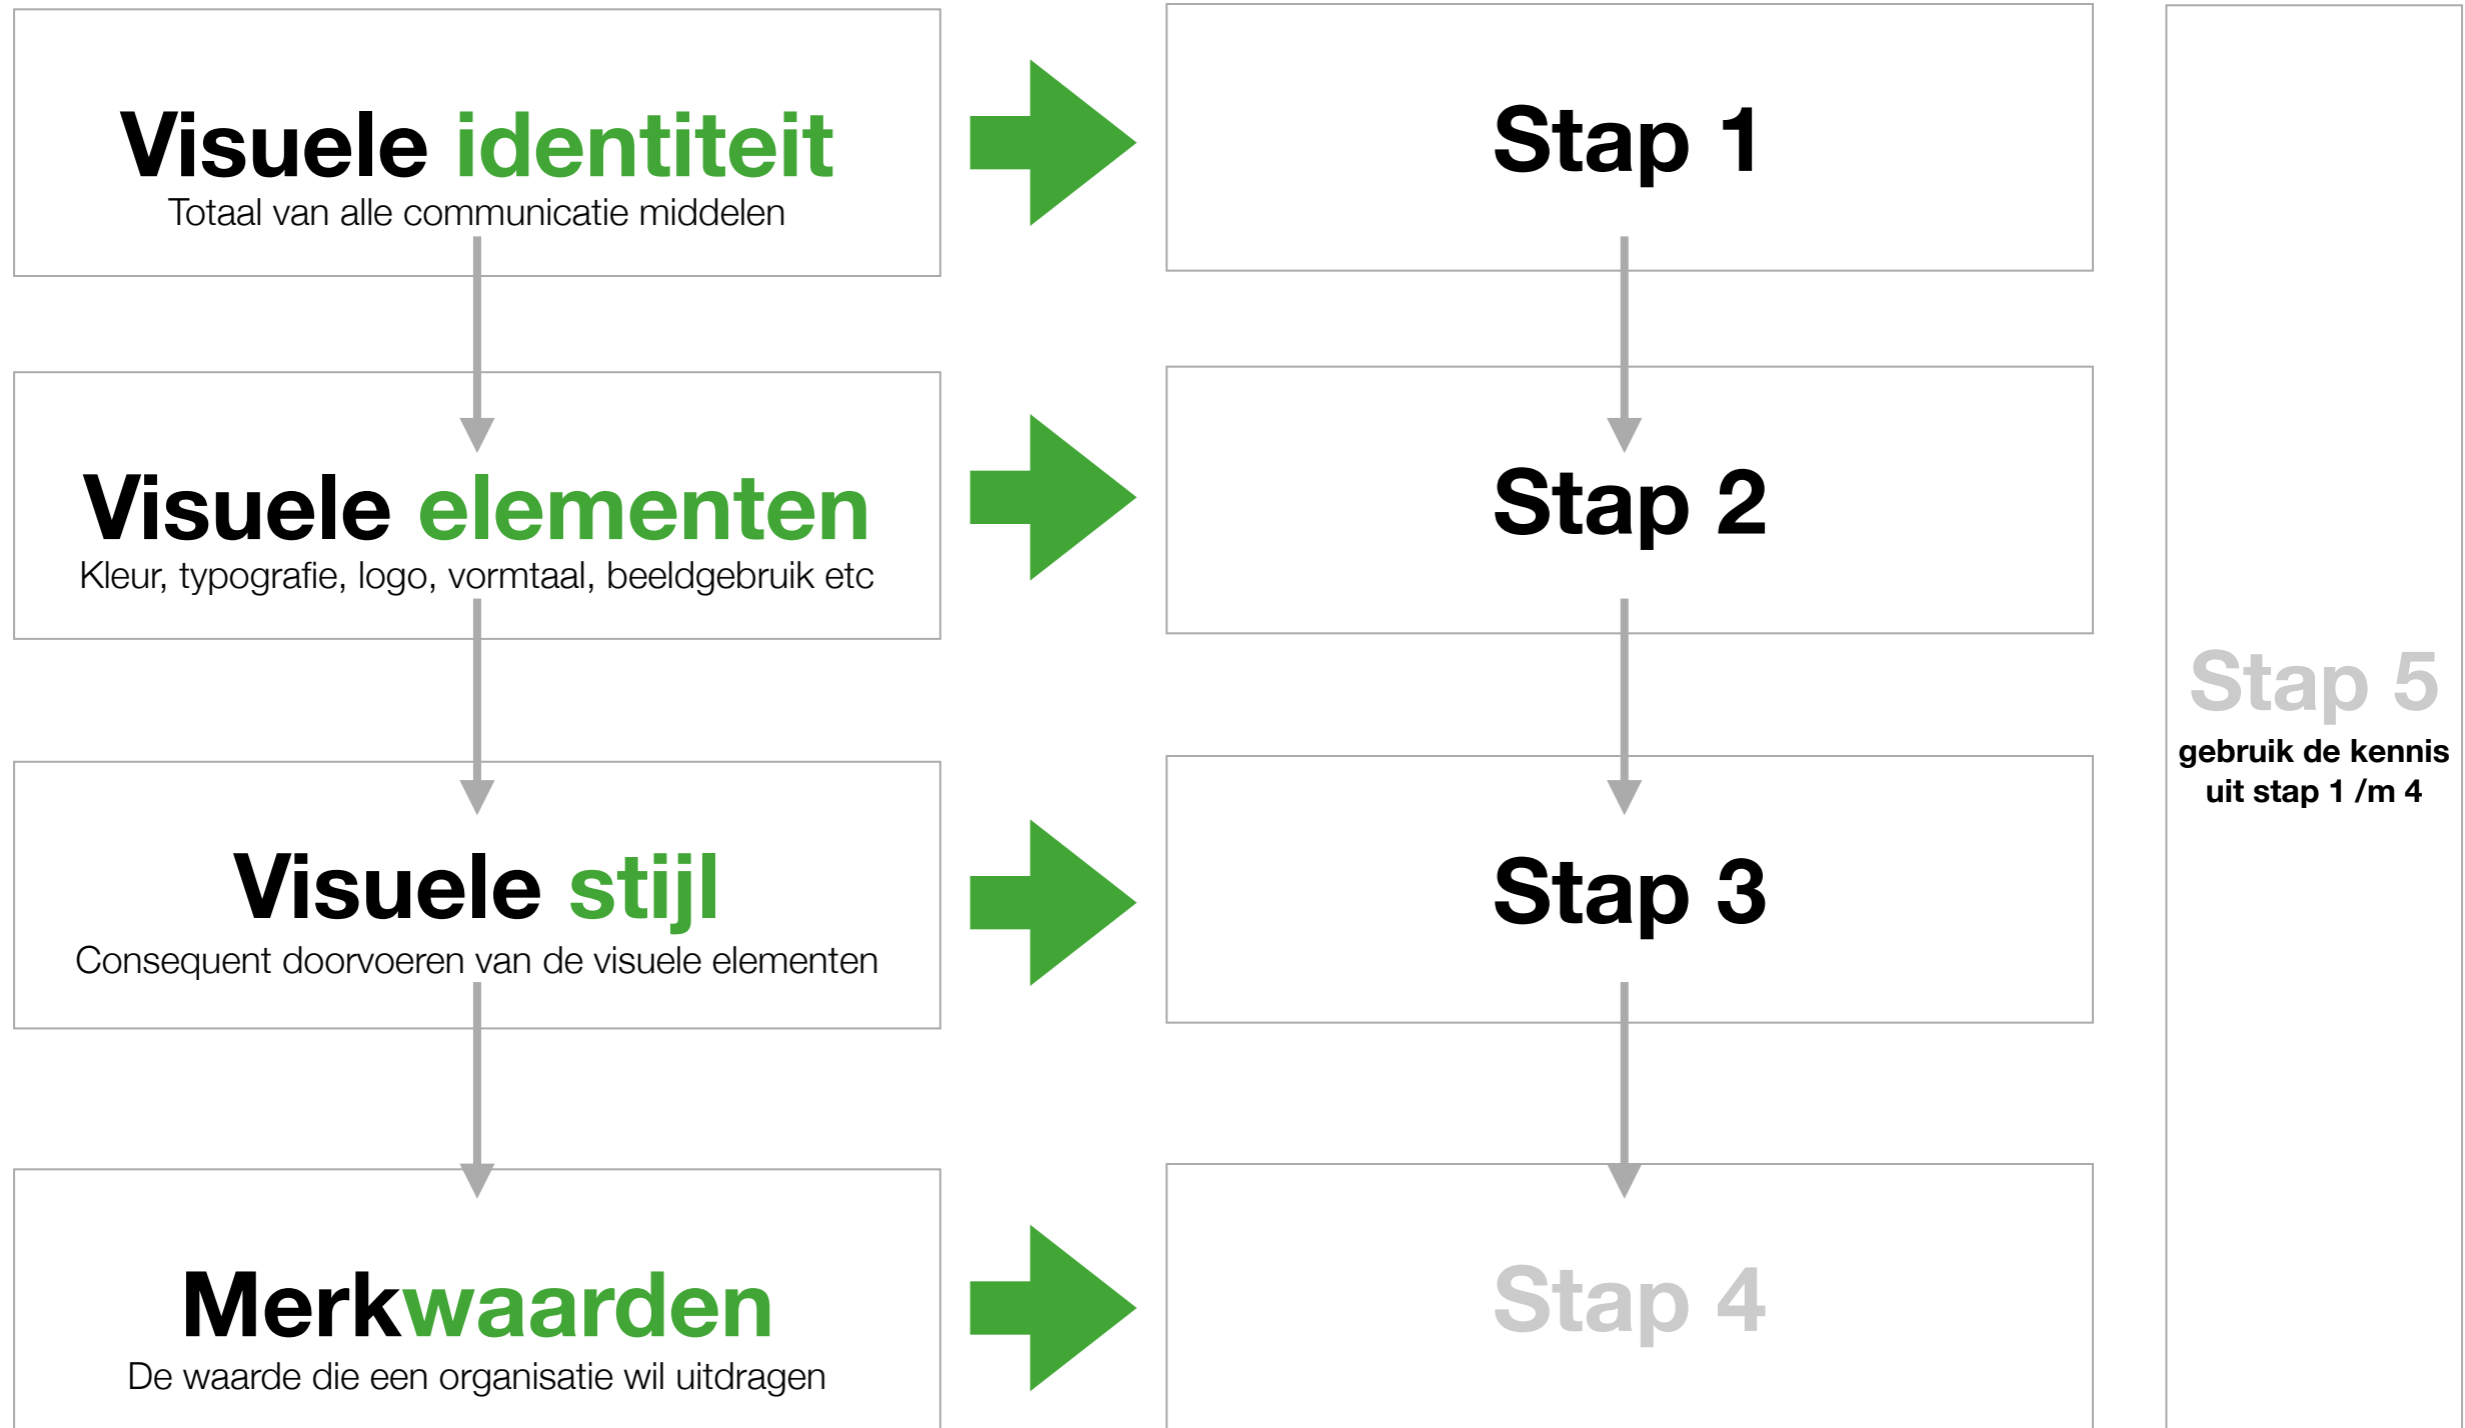 Visuele identiteit
Totaal van alle communicatie middelen
Stap 1
Visuele elementen
Kleur, typografie, logo, vormtaal, beeldgebruik etc
Stap 2
Visuele stijl
Consequent doorvoeren van de visuele elementen
Stap 3
Merkwaarden
De waarde die een organisatie wil uitdragen
Stap 4
Stap 5
gebruik de kennis
uit stap 1 /m 4